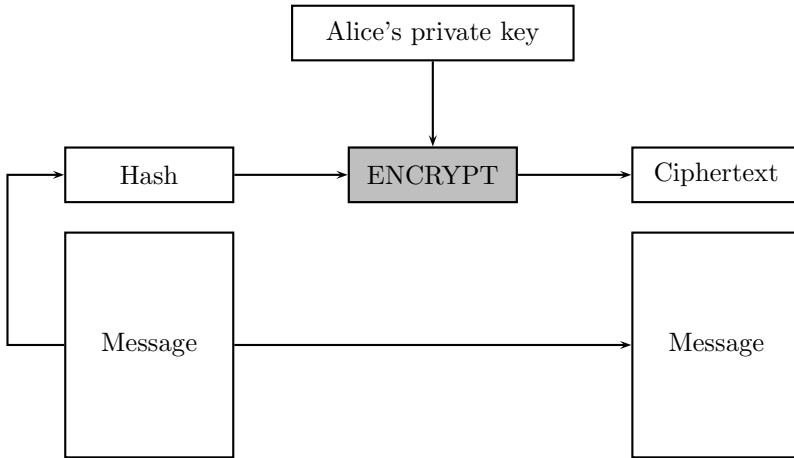 Alice's private key
Hash
ENCRYPT
Ciphertext
Message
Message